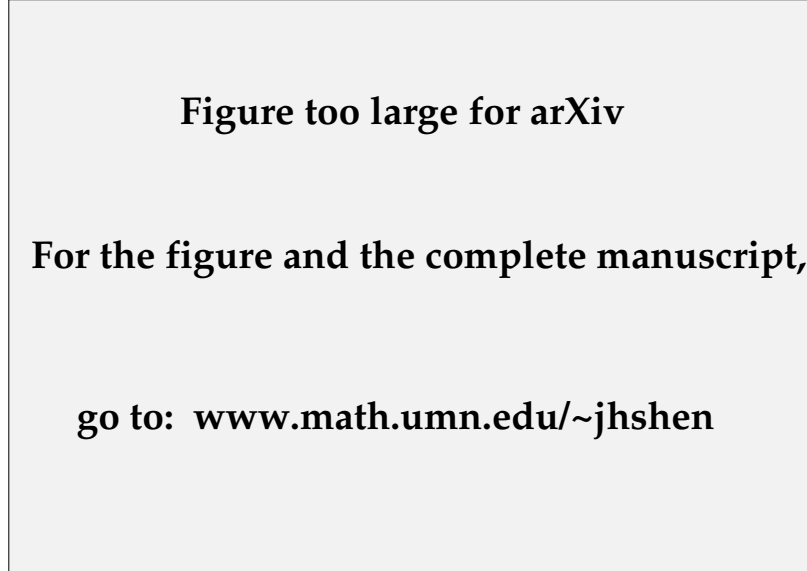 Figure too large for arXiv
For the figure and the complete manuscript,
go to:  www.math.umn.edu/~jhshen